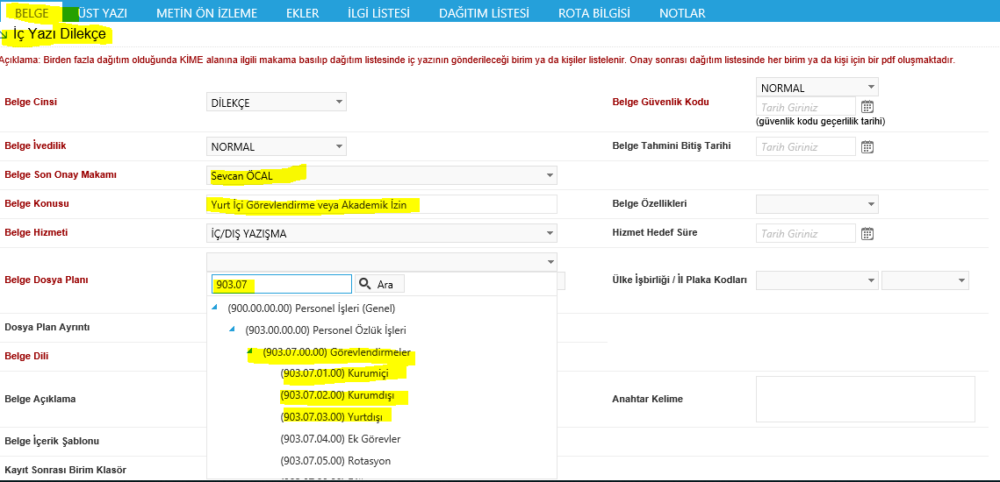 BELGE ÜST YAZI METİN ÖN İZLEME EKLER İLGİ LİSTESİ DAĞITIM LİSTESİ ROTA BİLGİSİ NOTLAR
İç Yazı Dilekçe
Açıklama: Birden fazla dağıtım olduğunda KİME alanına ilgili makama basılıp dağıtım listesinde iç yazının gönderileceği birim ya da kişiler listelenir. Onay sonrası dağıtım listesinde her birim ya da kişi için bir pdf oluşmaktadır.
Belge Cinsi DİLEKÇE Belge Güvenlik Kodu NORMAL
Tarih Giriniz
(güvenlik kodu geçerlilik tarihi)
Belge İvedilik NORMAL Belge Tahmini Bitiş Tarihi Tarih Giriniz
Belge Son Onay Makamı Sevcan ÖCAL
Belge Konusu Yurt İçi Görevlendirme veya Akademik İzin Belge Özellikleri
Belge Hizmeti İÇ/DIŞ YAZIŞMA Hizmet Hedef Süre Tarih Giriniz
Belge Dosya Planı 903.07 Ara Ülke İşbirliği / İl Plaka Kodları
(900.00.00.00) Personel İşleri (Genel)
Dosya Plan Ayrıntı (903.00.00.00) Personel Özlük İşleri
Belge Dili (903.07.00.00) Görevlendirmeler
(903.07.01.00) Kurumiçi
Belge Açıklama (903.07.02.00) Kurumdışı Anahtar Kelime
(903.07.03.00) Yurtdışı
Belge İçerik Şablonu (903.07.04.00) Ek Görevler
(903.07.05.00) Rotasyon
Kayıt Sonrası Birim Klasör